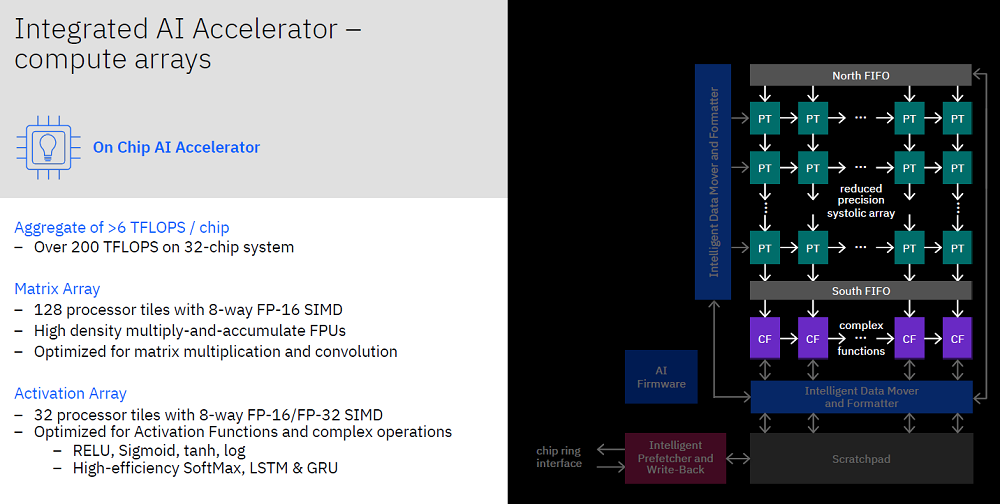 Integrated AI Accelerator –
compute arrays
On Chip AI Accelerator
Aggregate of >6 TFLOPS / chip
– Over 200 TFLOPS on 32-chip system
Matrix Array
– 128 processor tiles with 8-way FP-16 SIMD
– High density multiply-and-accumulate FPUs
– Optimized for matrix multiplication and convolution
Activation Array
– 32 processor tiles with 8-way FP-16/FP-32 SIMD
– Optimized for Activation Functions and complex operations
– RELU, Sigmoid, tanh, log
– High-efficiency SoftMax, LSTM & GRU
North FIFO
Intelligent Data Mover and Formatter
PT PT ... PT PT
PT PT ... PT PT
reduced
precision
systolic array
PT PT ... PT PT
South FIFO
CF CF ... CF CF
complex
functions
AI
Firmware
Intelligent Data Mover
and Formatter
chip ring
interface
Intelligent
Prefetcher and
Write-Back
Scratchpad